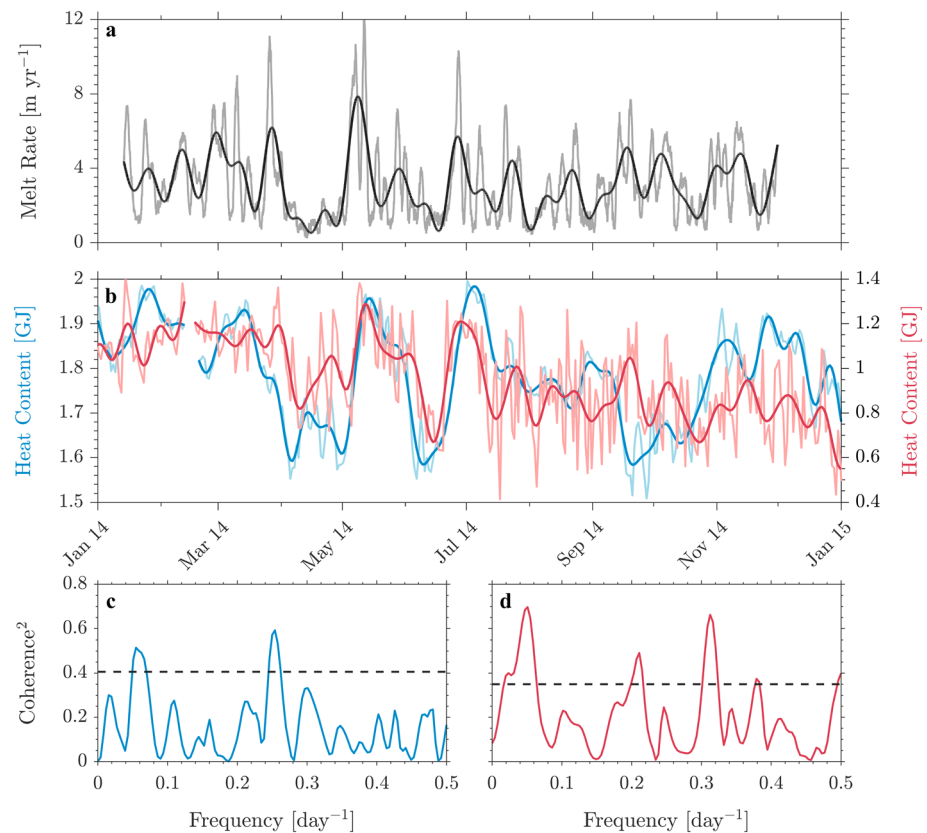 a
12
8
4
0
Melt Rate [m yr⁻¹]
b
2
1.9
1.8
1.7
1.6
1.5
Heat Content [GJ]
1.4
1.2
1
0.8
0.6
0.4
Heat Content [GJ]
Jan 14
Mar 14
May 14
Jul 14
Sep 14
Nov 14
Jan 15
c
0.8
0.6
0.4
0.2
0
Coherence²
0 0.1 0.2 0.3 0.4 0.5
Frequency [day⁻¹]
d
0 0.1 0.2 0.3 0.4 0.5
Frequency [day⁻¹]